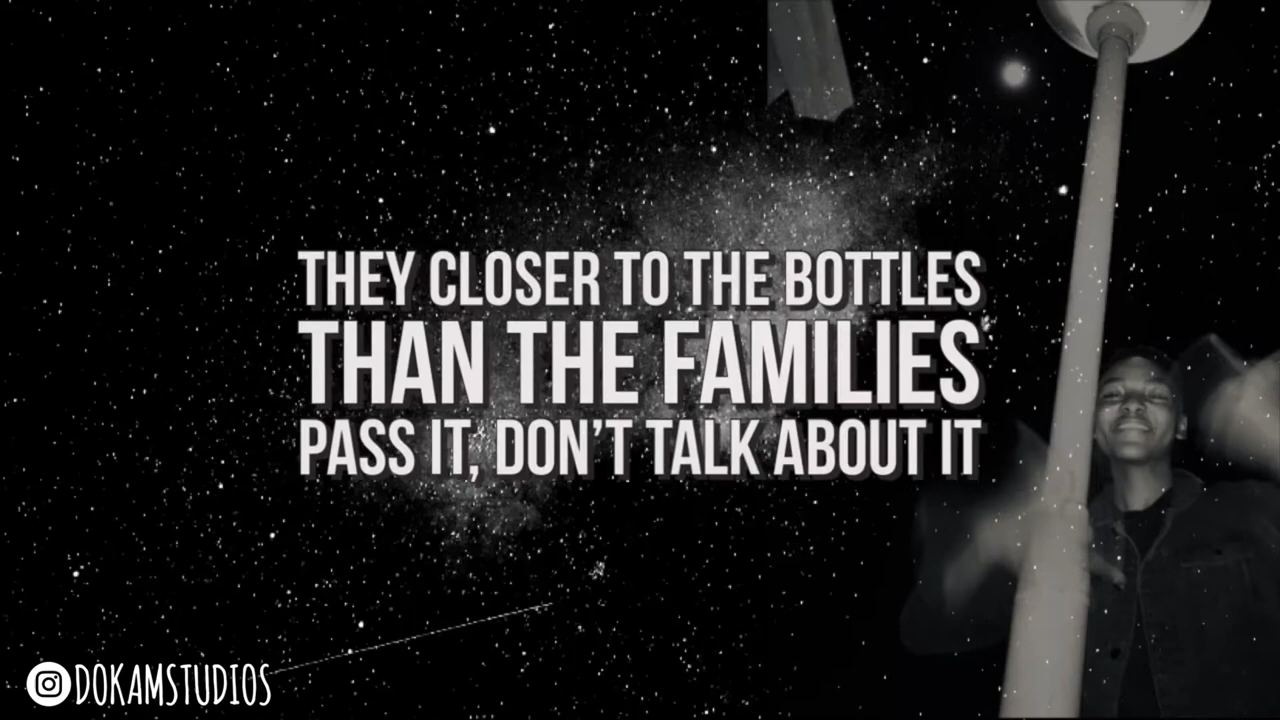 THEY CLOSER TO THE BOTTLES
THAN THE FAMILIES
PASS IT, DON'T TALK ABOUT IT
DOKAMSTUDIOS